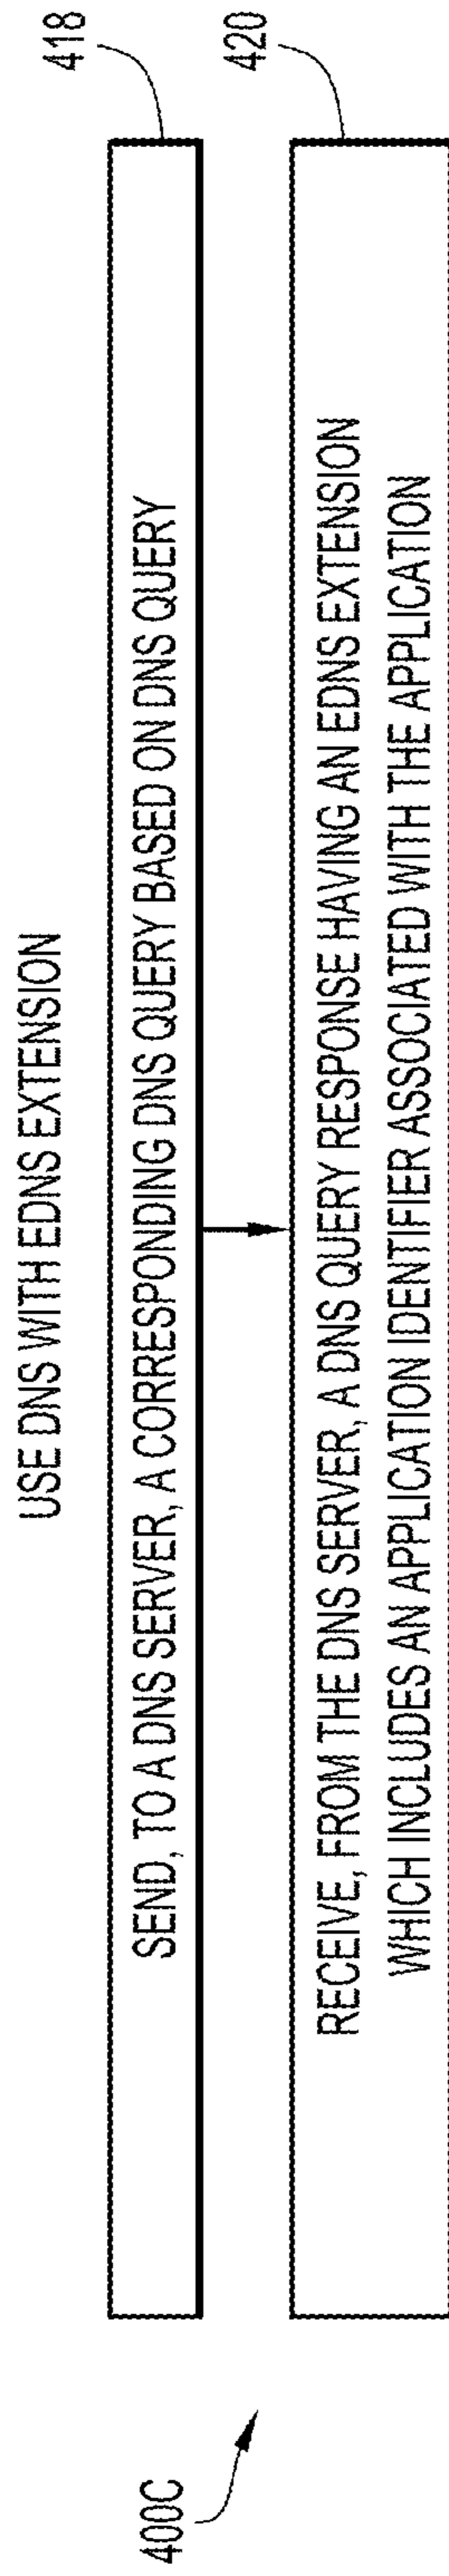 USE DNS WITH EDNS EXTENSION
SEND, TO A DNS SERVER, A CORRESPONDING DNS QUERY BASED ON DNS QUERY
418
RECEIVE, FROM THE DNS SERVER, A DNS QUERY RESPONSE HAVING AN EDNS EXTENSION
WHICH INCLUDES AN APPLICATION IDENTIFIER ASSOCIATED WITH THE APPLICATION
420
400C